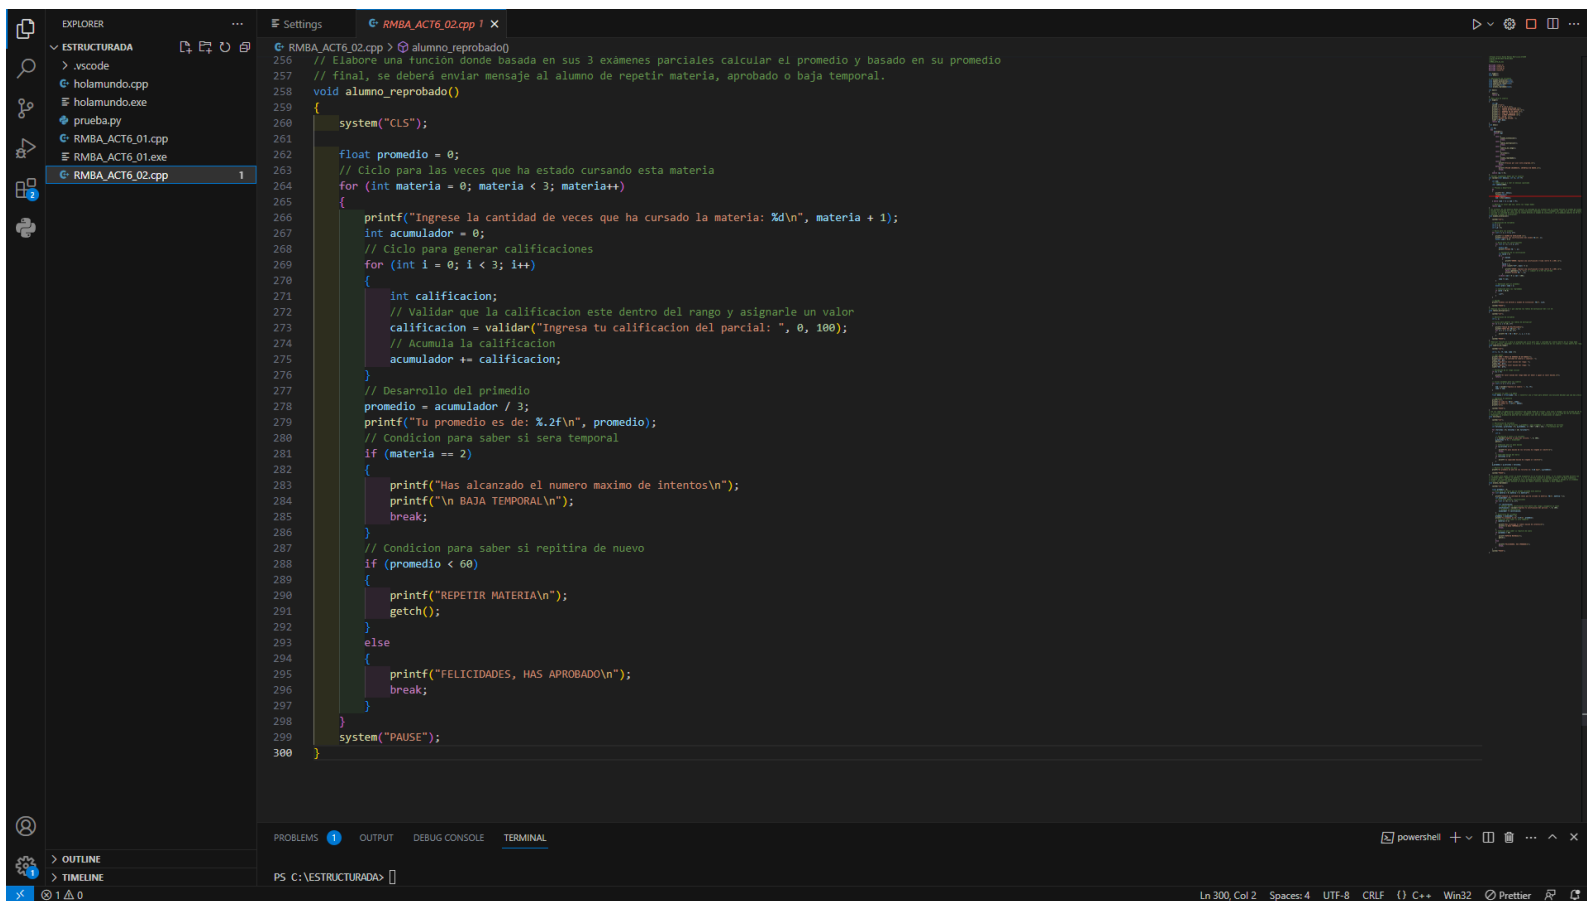 EXPLORER
ESTRUCTURADA
.vscode
holamundo.cpp
holamundo.exe
prueba.py
RMBA_ACT6_01.cpp
RMBA_ACT6_01.exe
RMBA_ACT6_02.cpp 1
2
OUTLINE
TIMELINE
1
Settings
RMBA_ACT6_02.cpp 1
RMBA_ACT6_02.cpp > alumno_reprobado()
256 // Elabore una función donde basada en sus 3 exámenes parciales calcular el promedio y basado en su promedio
257 // final, se deberá enviar mensaje al alumno de repetir materia, aprobado o baja temporal.
258 void alumno_reprobado()
259 {
260 system("CLS");
261
262 float promedio = 0;
263 // Ciclo para las veces que ha estado cursando esta materia
264 for (int materia = 0; materia < 3; materia++)
265 {
266 printf("Ingrese la cantidad de veces que ha cursado la materia: %d\n", materia + 1);
267 int acumulador = 0;
268 // Ciclo para generar calificaciones
269 for (int i = 0; i < 3; i++)
270 {
271 int calificacion;
272 // Validar que la calificacion este dentro del rango y asignarle un valor
273 calificacion = validar("Ingresa tu calificacion del parcial: ", 0, 100);
274 // Acumula la calificacion
275 acumulador += calificacion;
276 }
277 // Desarrollo del primedio
278 promedio = acumulador / 3;
279 printf("Tu promedio es de: %.2f\n", promedio);
280 // Condicion para saber si sera temporal
281 if (materia == 2)
282 {
283 printf("Has alcanzado el numero maximo de intentos\n");
284 printf("\n BAJA TEMPORAL\n");
285 break;
286 }
287 // Condicion para saber si repitira de nuevo
288 if (promedio < 60)
289 {
290 printf("REPETIR MATERIA\n");
291 getch();
292 }
293 else
294 {
295 printf("FELICIDADES, HAS APROBADO\n");
296 break;
297 }
298 }
299 system("PAUSE");
300 }
PROBLEMS 1 OUTPUT DEBUG CONSOLE TERMINAL
powershell
PS C:\ESTRUCTURADA>
1 0
Ln 300, Col 2 Spaces: 4 UTF-8 CRLF {} C++ Win32 Prettier